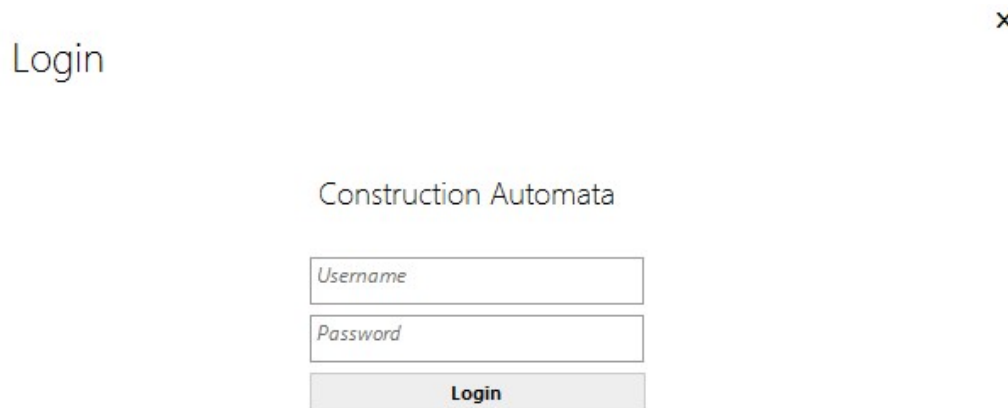 x
Login
Construction Automata
Username
Password
Login